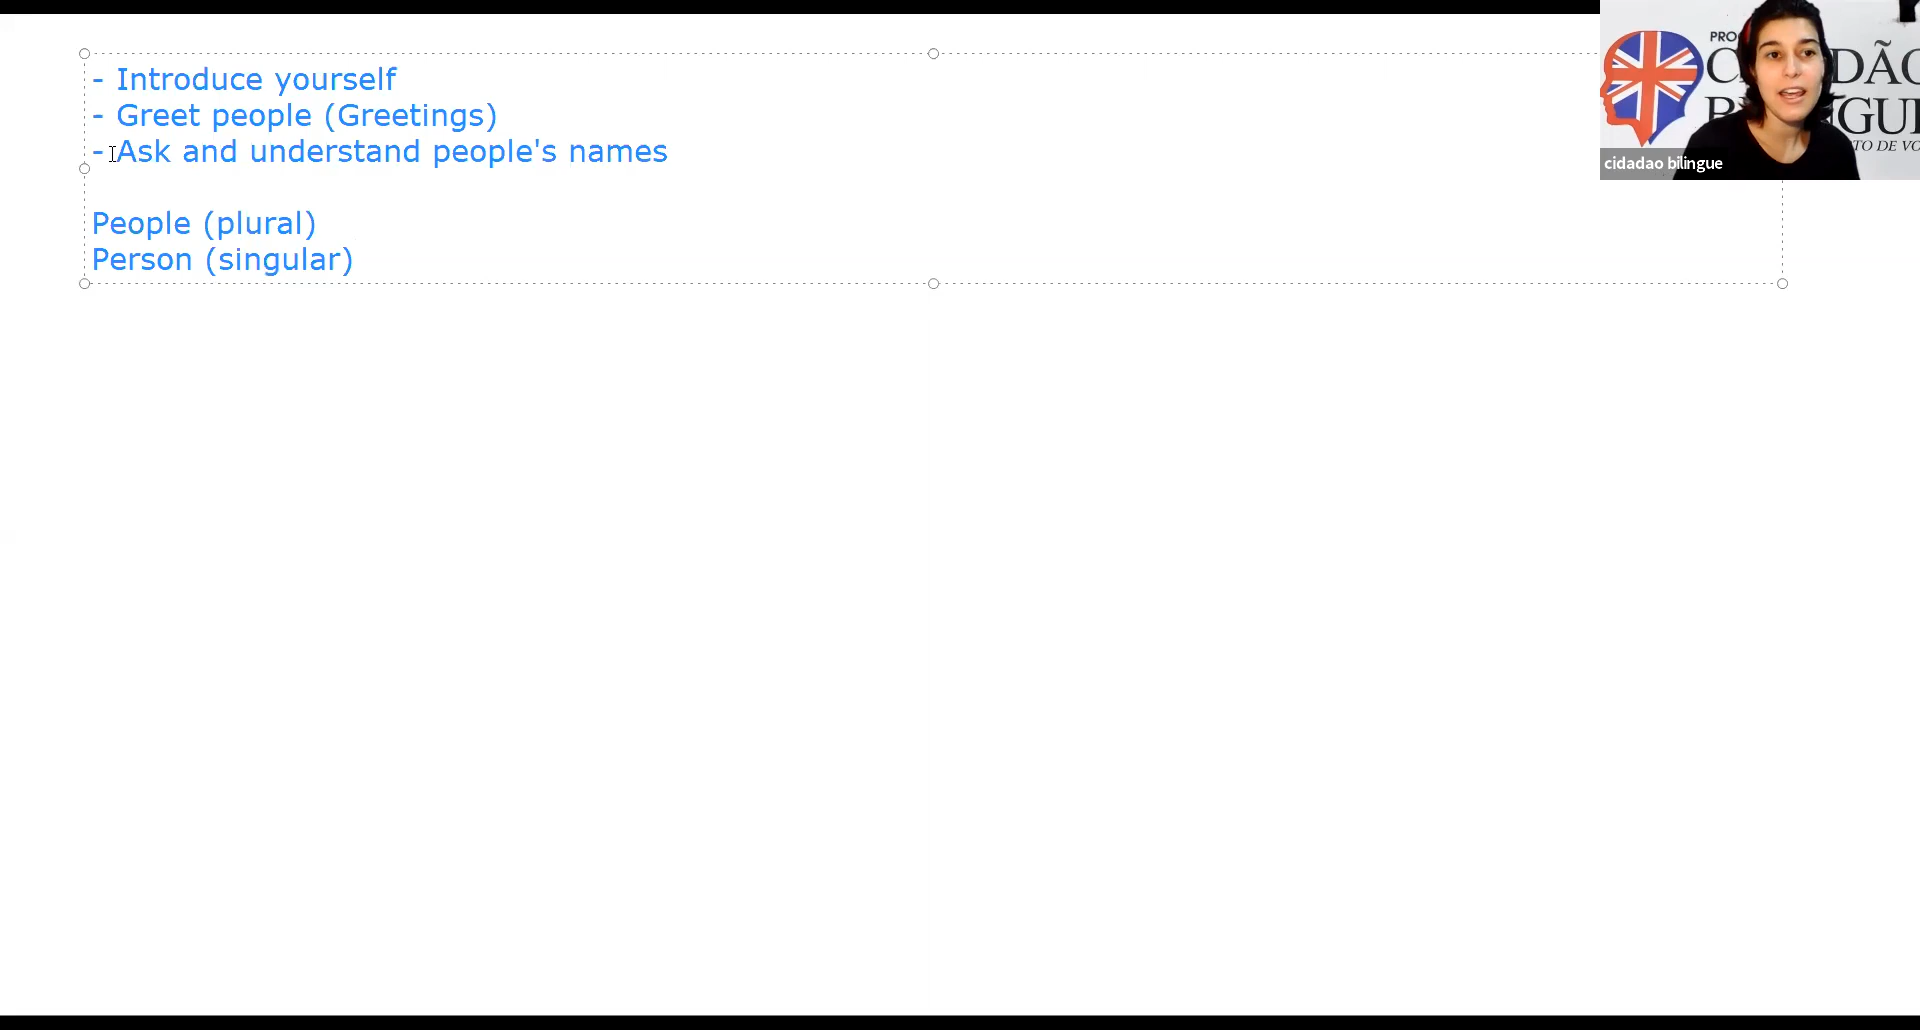 - Introduce yourself
- Greet people (Greetings)
- Ask and understand people's names
People (plural)
Person (singular)
cidadao bilingue